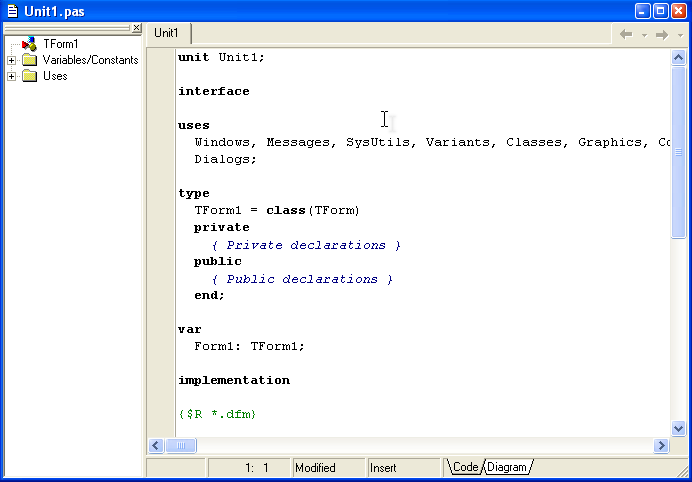 Unit1.pas
TForm1
Variables/Constants
Uses
Unit1
unit Unit1;
interface
uses
Windows, Messages, SysUtils, Variants, Classes, Graphics,
Dialogs;
type
TForm1 = class(TForm)
private
{ Private declarations }
public
{ Public declarations }
end;
var
Form1: TForm1;
implementation
{$R *.dfm}
1: 1
Modified
Insert
Code
Diagram